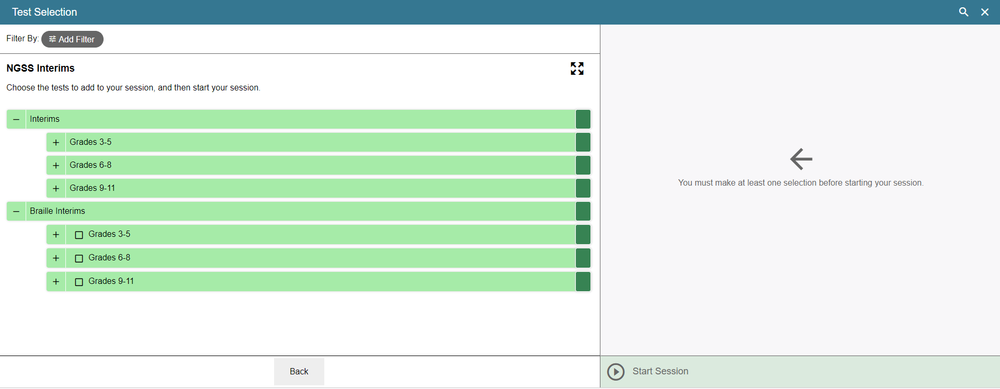 Test Selection
Filter By: Add Filter
NGSS Interims
Choose the tests to add to your session, and then start your session.
Interims
Grades 3-5
Grades 6-8
Grades 9-11
Braille Interims
Grades 3-5
Grades 6-8
Grades 9-11
Back
You must make at least one selection before starting your session.
Start Session